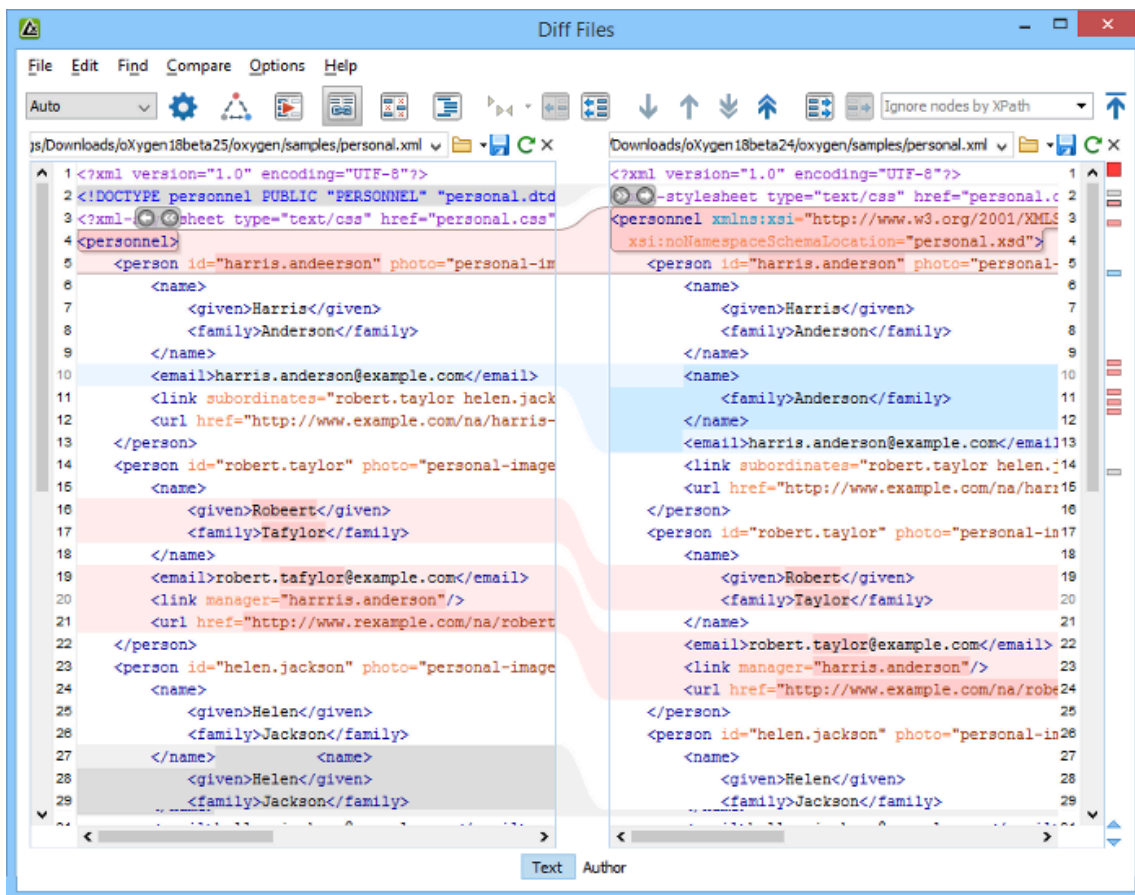 Diff Files
File Edit Find Compare Options Help
Auto
Ignore nodes by XPath
gs/Downloads/oXygen18beta25/oxygen/samples/personal.xml
Downloads/oXygen18beta24/oxygen/samples/personal.xml
1 <?xml version="1.0" encoding="UTF-8"?>
2 <!DOCTYPE personnel PUBLIC "PERSONNEL" "personal.dtd
3 <?xml- sheet type="text/css" href="personal.css"
4 <personnel>
5 <person id="harris.andeerson" photo="personal-im
6 <name>
7 <given>Harris</given>
8 <family>Anderson</family>
9 </name>
10 <email>harris.anderson@example.com</email>
11 <link subordinates="robert.taylor helen.jack
12 <url href="http://www.example.com/na/harris-
13 </person>
14 <person id="robert.taylor" photo="personal-image
15 <name>
16 <given>Robeert</given>
17 <family>Tafylor</family>
18 </name>
19 <email>robert.tafylor@example.com</email>
20 <link manager="harrris.anderson"/>
21 <url href="http://www.rexample.com/na/robert
22 </person>
23 <person id="helen.jackson" photo="personal-image
24 <name>
25 <given>Helen</given>
26 <family>Jackson</family>
27 </name> <name>
28 <given>Helen</given>
29 <family>Jackson</family>
<?xml version="1.0" encoding="UTF-8"?> 1
-stylesheet type="text/css" href="personal.c 2
<personnel xmlns:xsi="http://www.w3.org/2001/XMLS 3
xsi:noNamespaceSchemaLocation="personal.xsd"> 4
<person id="harris.anderson" photo="personal- 5
<name> 6
<given>Harris</given> 7
<family>Anderson</family> 8
</name> 9
<name> 10
<family>Anderson</family> 11
</name> 12
<email>harris.anderson@example.com</email 13
<link subordinates="robert.taylor helen.j 14
<url href="http://www.example.com/na/harr 15
</person> 16
<person id="robert.taylor" photo="personal-im 17
<name> 18
<given>Robert</given> 19
<family>Taylor</family> 20
</name> 21
<email>robert.taylor@example.com</email> 22
<link manager="harris.anderson"/> 23
<url href="http://www.example.com/na/robe 24
</person> 25
<person id="helen.jackson" photo="personal-im 26
<name> 27
<given>Helen</given> 28
<family>Jackson</family> 29
Text Author